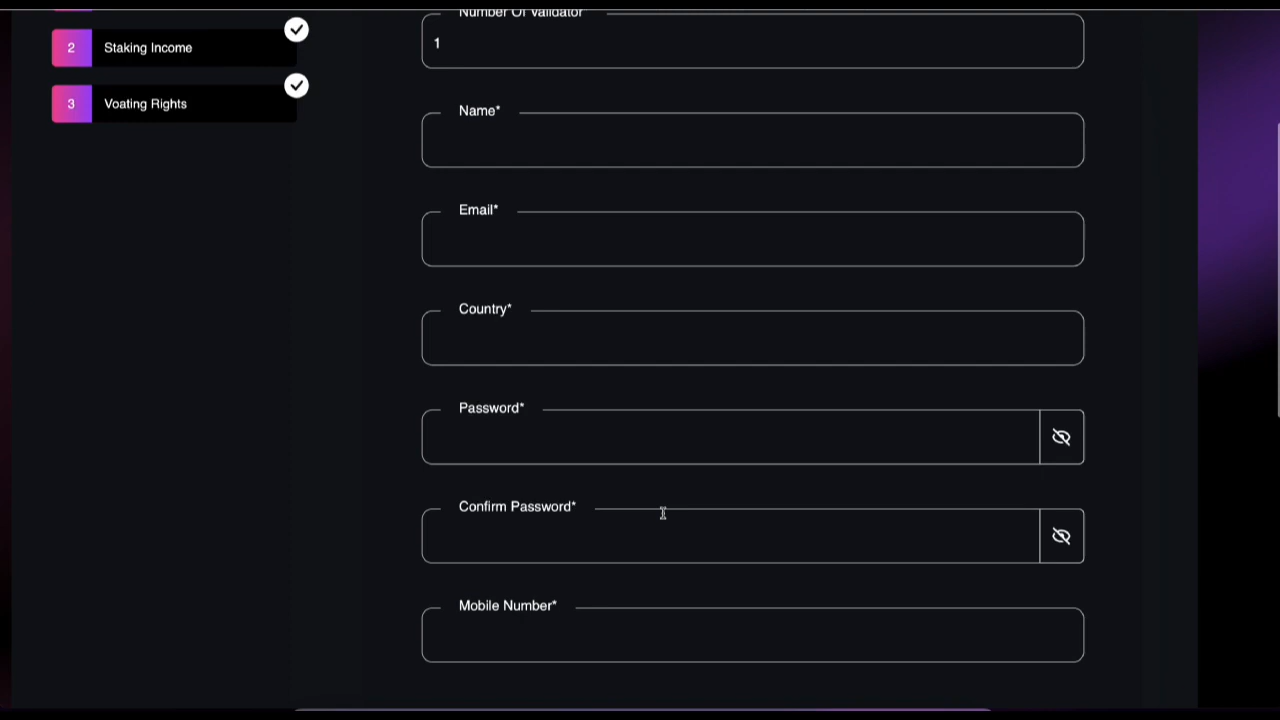 2 Staking Income
3 Voating Rights
Number Of Validator
1
Name*
Email*
Country*
Password*
Confirm Password*
Mobile Number*